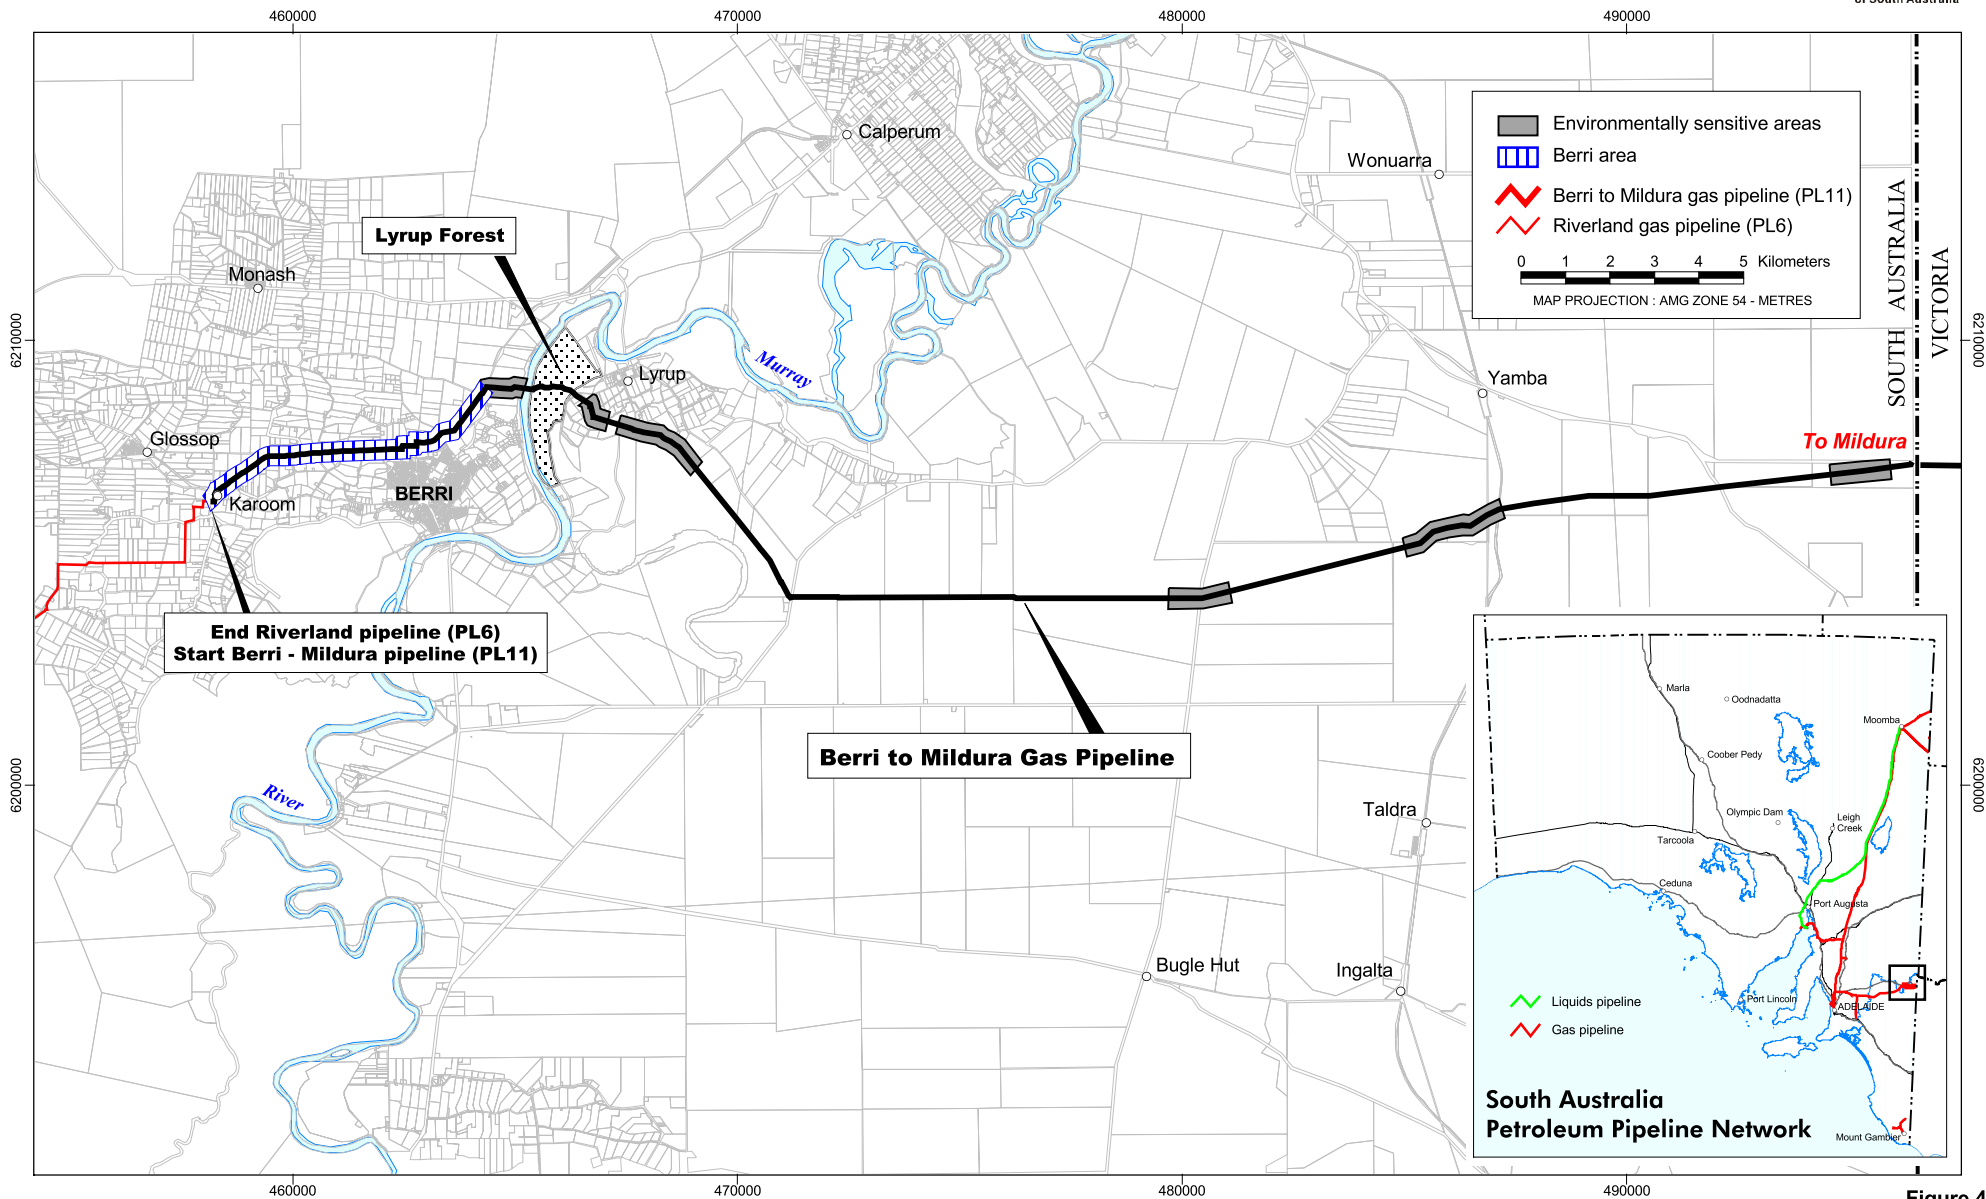 of South Australia
460000
470000
480000
490000
Calperum
Wonuarra
Environmentally sensitive areas
Berri area
Berri to Mildura gas pipeline (PL11)
Riverland gas pipeline (PL6)
0 1 2 3 4 5 Kilometers
MAP PROJECTION : AMG ZONE 54 - METRES
SOUTH AUSTRALIA
VICTORIA
Lyrup Forest
Monash
6210000
6210000
Murray
Lyrup
Yamba
To Mildura
Glossop
BERRI
Karoom
End Riverland pipeline (PL6)
Start Berri - Mildura pipeline (PL11)
Berri to Mildura Gas Pipeline
6200000
6200000
River
Taldra
Bugle Hut
Ingalta
Marla
Oodnadatta
Moomba
Coober Pedy
Olympic Dam
Leigh
Creek
Tarcoola
Ceduna
Port Augusta
Port Lincoln
ADELAIDE
Liquids pipeline
Gas pipeline
South Australia
Petroleum Pipeline Network
Mount Gambier
460000
470000
480000
490000
Figure 4